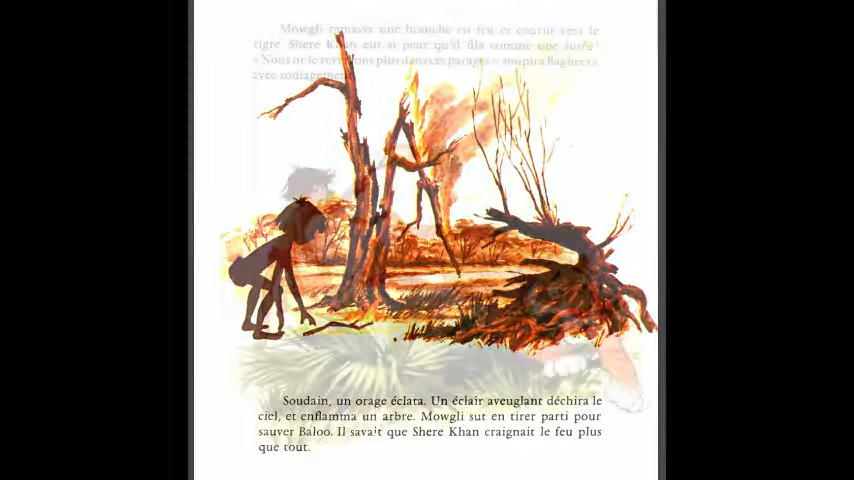 Mowgli ramassa une branche en feu et courut vers le
tigre Shere Khan eut si peur qu'il fila comme une fusée
« Nous ne le reverrons plus dans ces parages » soupira Bagheera
avec soulagement
Soudain, un orage éclata. Un éclair aveuglant déchira le
ciel, et enflamma un arbre. Mowgli sut en tirer parti pour
sauver Baloo. Il savait que Shere Khan craignait le feu plus
que tout.